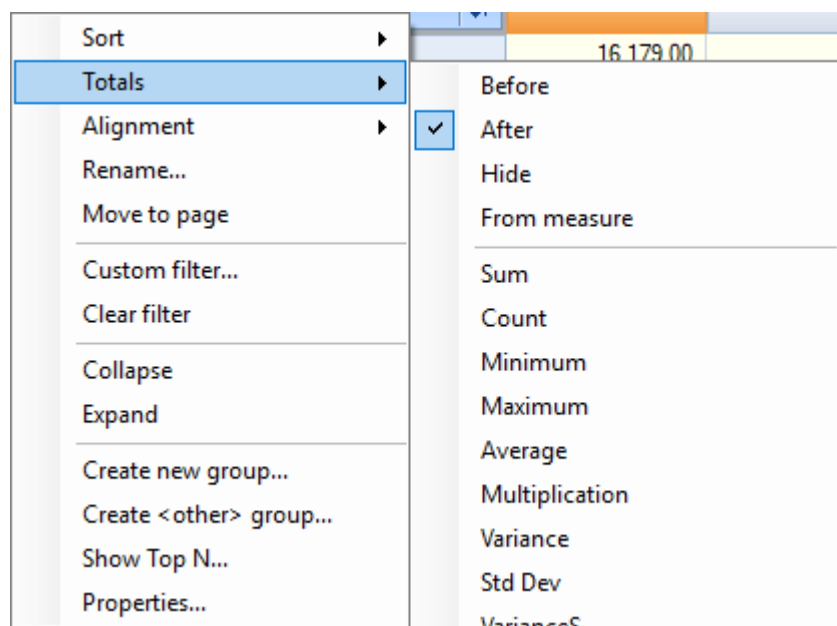 Sort
Totals
Alignment
Rename...
Move to page
Custom filter...
Clear filter
Collapse
Expand
Create new group...
Create <other> group...
Show Top N...
Properties...
16 179.00
Before
After
Hide
From measure
Sum
Count
Minimum
Maximum
Average
Multiplication
Variance
Std Dev
VarianceS